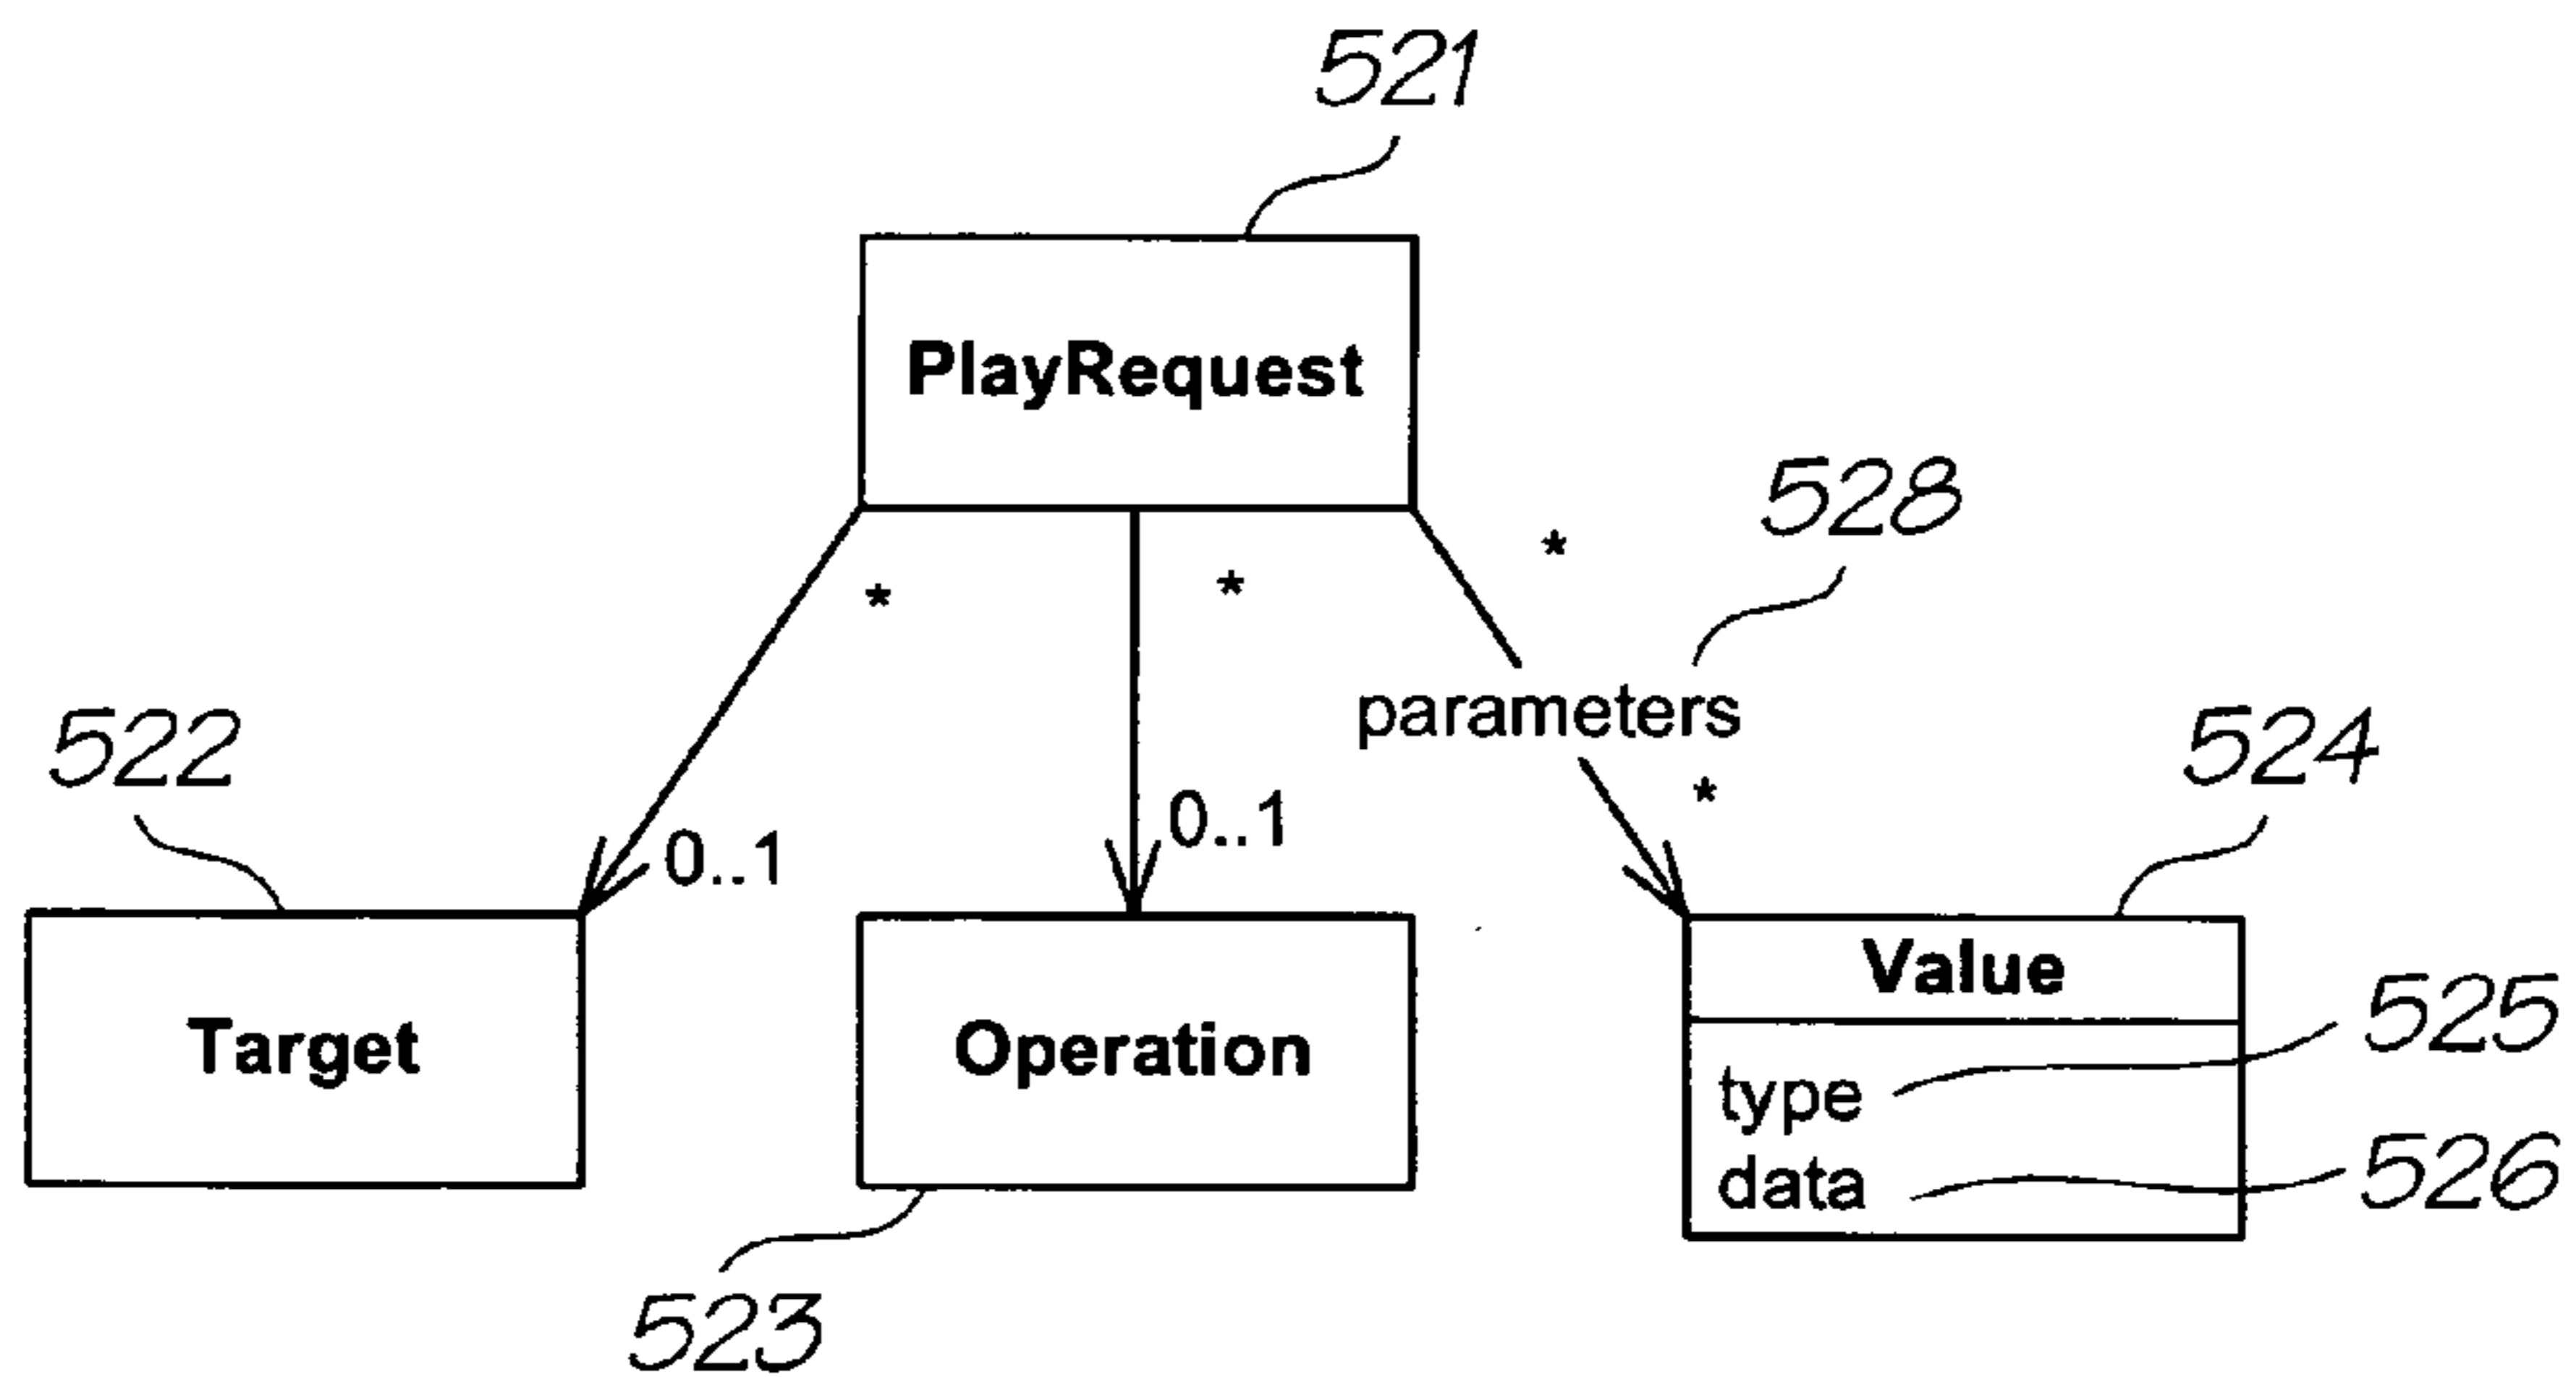 521
PlayRequest
528
*
*
*
parameters
522
524
*
0..1
0..1
Value
525
Target
Operation
type
data
526
523